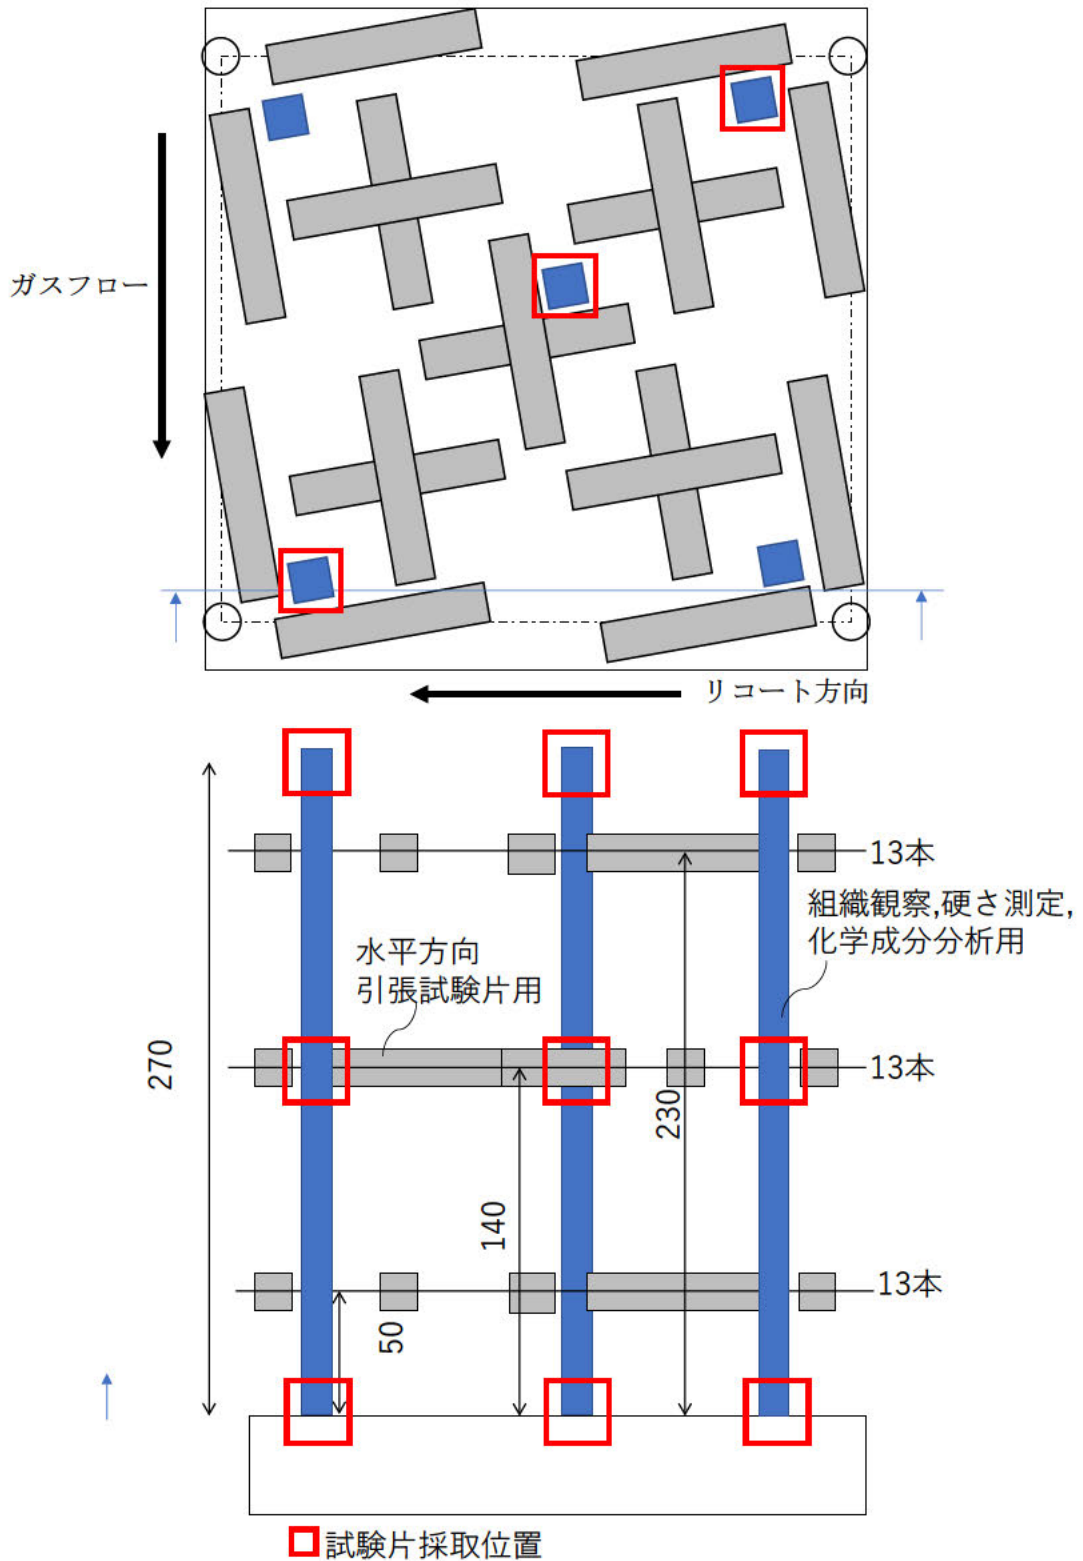 ガスフロー
リコート方向
13本
組織観察,硬さ測定,
化学成分分析用
水平方向
引張試験片用
270
13本
230
140
13本
50
試験片採取位置